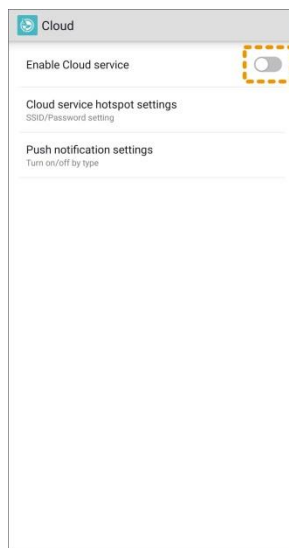 Cloud
Enable Cloud service
Cloud service hotspot settings
SSID/Password setting
Push notification settings
Turn on/off by type